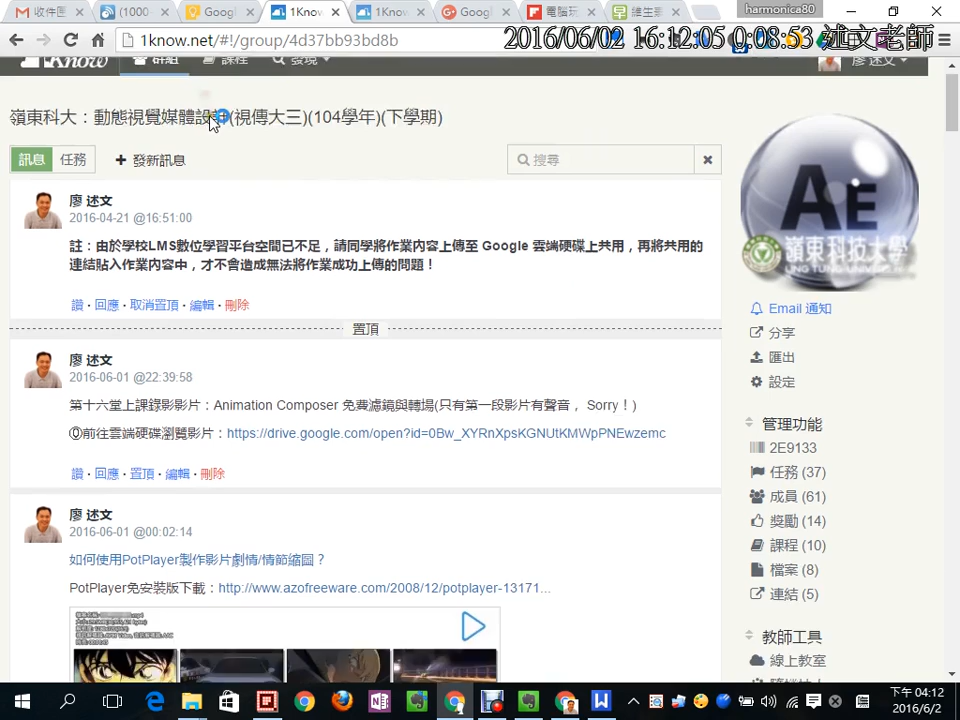 收件匣
(1000
Googl
1Know
1Know
Googl
電腦玩
維生素
harmonica80
1know.net/#!/group/4d37bb93bd8b
2016/06/02 16:12:05 0:08:53 述文老師
1Know 群組 課程 發現 廖 述文
嶺東科大：動態視覺媒體設計(視傳大三)(104學年)(下學期)
訊息 任務 發新訊息 搜尋
廖 述文
2016-04-21 @16:51:00
註：由於學校LMS數位學習平台空間已不足，請同學將作業內容上傳至 Google 雲端硬碟上共用，再將共用的
連結貼入作業內容中，才不會造成無法將作業成功上傳的問題！
讚 · 回應 · 取消置頂 · 編輯 · 刪除
置頂
廖 述文
2016-06-01 @22:39:58
第十六堂上課錄影影片：Animation Composer 免費濾鏡與轉場(只有第一段影片有聲音， Sorry！)
⓪前往雲端硬碟瀏覽影片：https://drive.google.com/open?id=0Bw_XYRnXpsKGNUtKMWpPNEwzemc
讚 · 回應 · 置頂 · 編輯 · 刪除
廖 述文
2016-06-01 @00:02:14
如何使用PotPlayer製作影片劇情/情節縮圖？
PotPlayer免安裝版下載：http://www.azofreeware.com/2008/12/potplayer-13171...
AE
嶺東科技大學
LING TUNG UNIVERSITY
Email 通知
分享
匯出
設定
管理功能
2E9133
任務 (37)
成員 (61)
獎勵 (14)
課程 (10)
檔案 (8)
連結 (5)
教師工具
線上教室
下午 04:12
2016/6/2